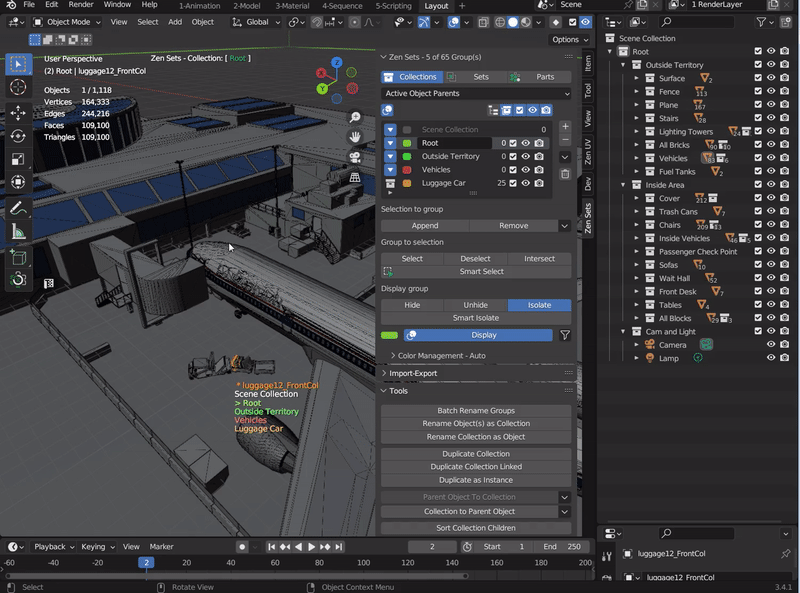 File Edit Render Window Help 1-Animation 2-Model 3-Material 4-Sequence 5-Render Layout Scene 1 RenderLayer
Object Mode View Select Add Object Global
Options
User Perspective
(2) Root | luggage12_FrontCol
Zen Sets - Collection: [ Root ]
Objects 1 / 1,118
Vertices 164,333
Edges 244,216
Faces 109,100
Triangles 109,100
Z
X
Y
* luggage12_FrontCol
Scene Collection
> Root
Outside Territory
Vehicles
Luggage Car
Zen Sets - 5 of 65 Group(s)
Collections Sets Parts
Active Object Parents
Scene Collection 0
Root 0
Outside Territory 0
Vehicles 0
Luggage Car 25
Selection to group
Append Remove
Group to selection
Select Deselect Intersect
Smart Select
Display group
Hide Unhide Isolate
Smart Isolate
Display
Color Management - Auto
Import-Export
Tools
Batch Rename Groups
Rename Object(s) as Collection
Rename Collection as Object
Duplicate Collection
Duplicate Collection Linked
Duplicate as Instance
Parent Object To Collection
Collection to Parent Object
Sort Collection Children
Item
Tool
View
Zen UV
Dev
Zen Sets
Scene Collection
Root
Outside Territory
Surface 2
Fence 113
Plane 167
Stairs 28
Lighting Towers 24
All Bricks 90 10
Vehicles 83 6
Fuel Tanks 2
Inside Area
Cover 212
Trash Cans 7
Chairs 209 13
Inside Vehicles 46 5
Passenger Check Point
Sofas 10
Wait Hall 52
Front Desk 7
Tables 4
All Blocks 29 3
Cam and Light
Camera
Lamp
luggage12_FrontCol
luggage12_FrontCol
Playback Keying View Marker 2 Start 1 End 250
-60 -40 -20 2 20 40 60 80 100 120 140 160 180 200
Select Rotate View Object Context Menu 3.4.1